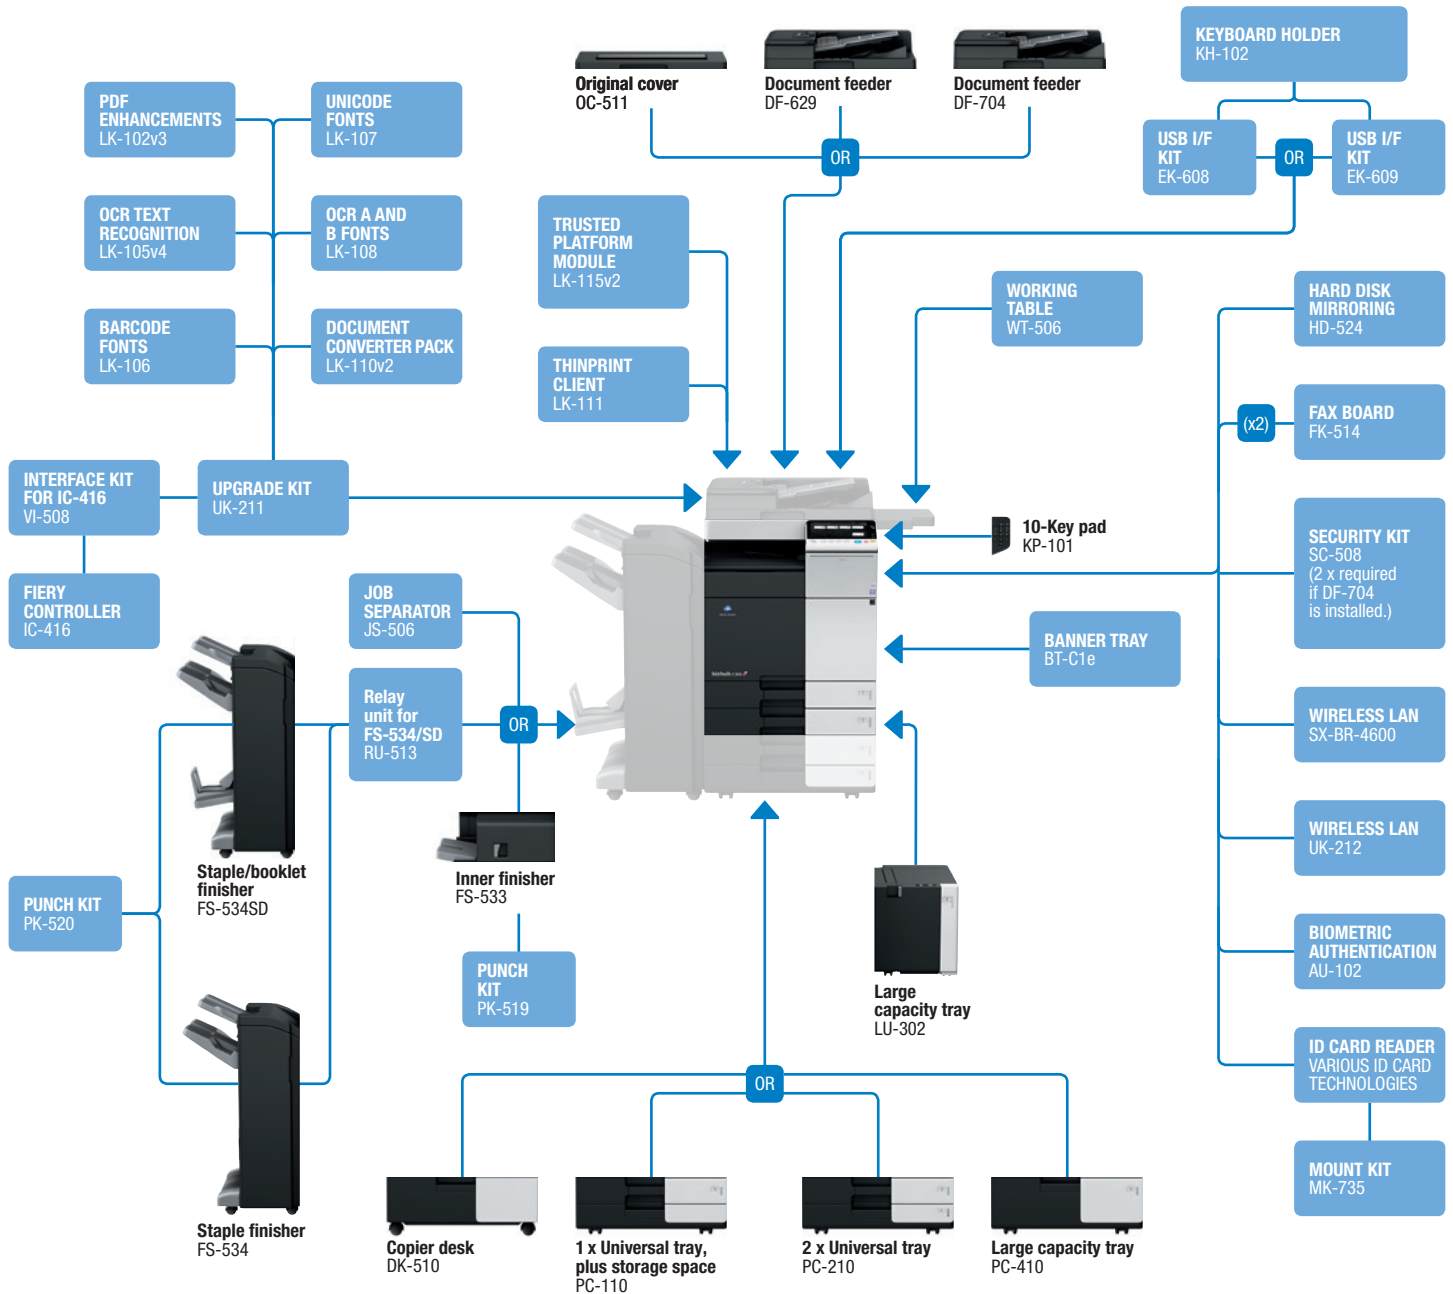 KEYBOARD HOLDER
KH-102
Original cover
OC-511
Document feeder
DF-629
Document feeder
DF-704
PDF
ENHANCEMENTS
LK-102v3
UNICODE
FONTS
LK-107
OR
USB I/F
KIT
EK-608
OR
USB I/F
KIT
EK-609
OCR TEXT
RECOGNITION
LK-105v4
OCR A AND
B FONTS
LK-108
TRUSTED
PLATFORM
MODULE
LK-115v2
WORKING
TABLE
WT-506
HARD DISK
MIRRORING
HD-524
BARCODE
FONTS
LK-106
DOCUMENT
CONVERTER PACK
LK-110v2
THINPRINT
CLIENT
LK-111
(x2)
FAX BOARD
FK-514
INTERFACE KIT
FOR IC-416
VI-508
UPGRADE KIT
UK-211
10-Key pad
KP-101
SECURITY KIT
SC-508
(2 x required
if DF-704
is installed.)
FIERY
CONTROLLER
IC-416
JOB
SEPARATOR
JS-506
BANNER TRAY
BT-C1e
Relay
unit for
FS-534/SD
RU-513
OR
WIRELESS LAN
SX-BR-4600
WIRELESS LAN
UK-212
Staple/booklet
finisher
FS-534SD
Inner finisher
FS-533
PUNCH KIT
PK-520
PUNCH
KIT
PK-519
Large
capacity tray
LU-302
BIOMETRIC
AUTHENTICATION
AU-102
ID CARD READER
VARIOUS ID CARD
TECHNOLOGIES
OR
MOUNT KIT
MK-735
Staple finisher
FS-534
Copier desk
DK-510
1 x Universal tray,
plus storage space
PC-110
2 x Universal tray
PC-210
Large capacity tray
PC-410